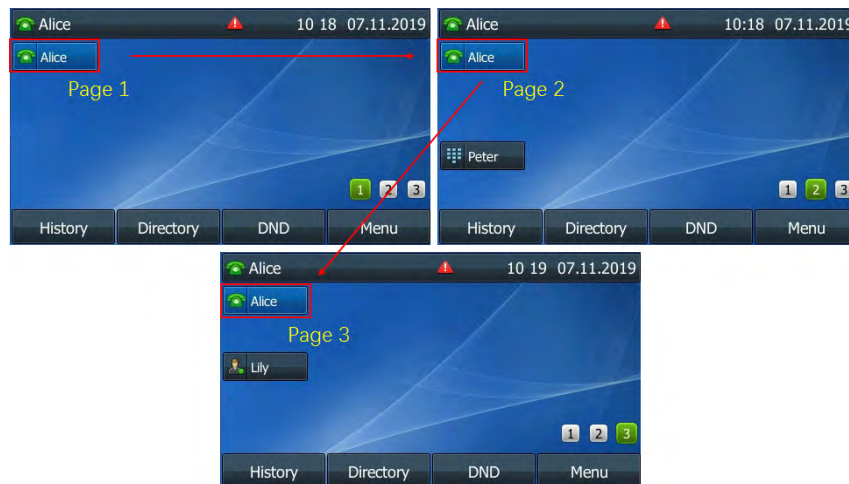 Alice 10 18 07.11.2019
Alice
Page 1
1 2 3
History Directory DND Menu
Alice 10:18 07.11.2019
Alice
Page 2
Peter
1 2 3
History Directory DND Menu
Alice 10 19 07.11.2019
Alice
Page 3
Lily
1 2 3
History Directory DND Menu